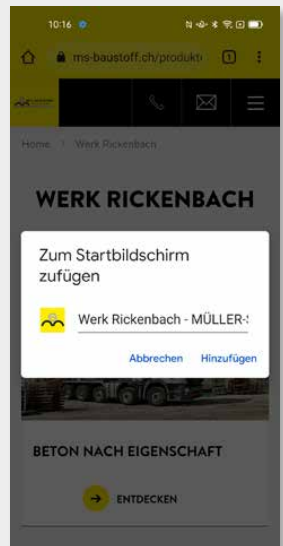 10:16
ms-baustoff.ch/produkt
1
Home > Werk Rickenbach
WERK RICKENBACH
Zum Startbildschirm
zufügen
Werk Rickenbach - MÜLLER-
Abbrechen Hinzufügen
BETON NACH EIGENSCHAFT
ENTDECKEN